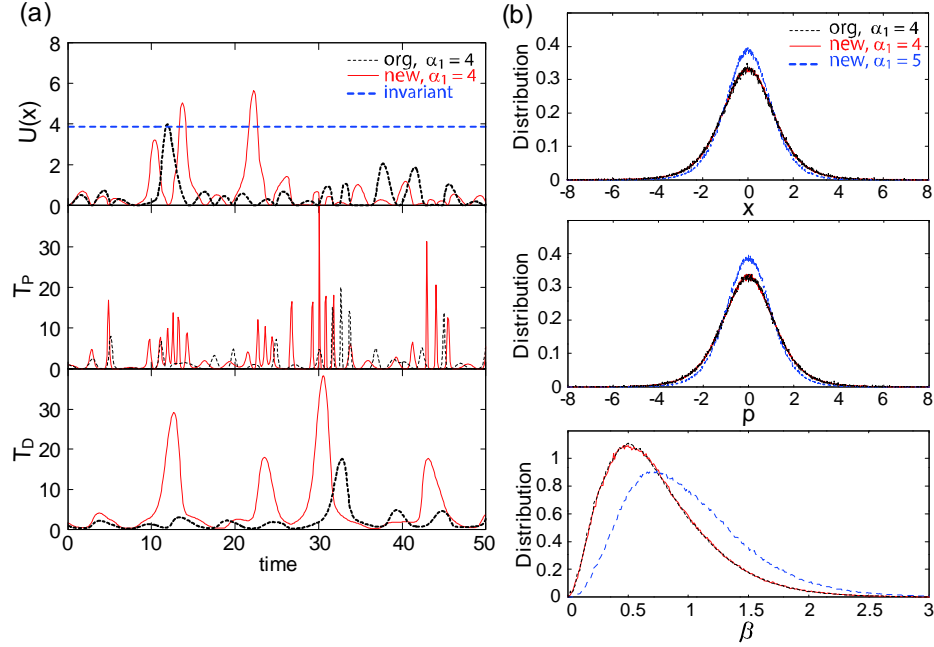 (a)
8
6
4
2
0
U(x)
org, α₁ = 4
new, α₁ = 4
invariant
30
20
10
0
T_P
30
20
10
0
T_D
0 10 20 30 40 50
time
(b)
0.4
0.3
0.2
0.1
0
Distribution
org, α₁ = 4
new, α₁ = 4
new, α₁ = 5
-8 -6 -4 -2 0 2 4 6 8
x
0.4
0.3
0.2
0.1
0
Distribution
-8 -6 -4 -2 0 2 4 6 8
p
1
0.8
0.6
0.4
0.2
0
Distribution
0 0.5 1 1.5 2 2.5 3
β